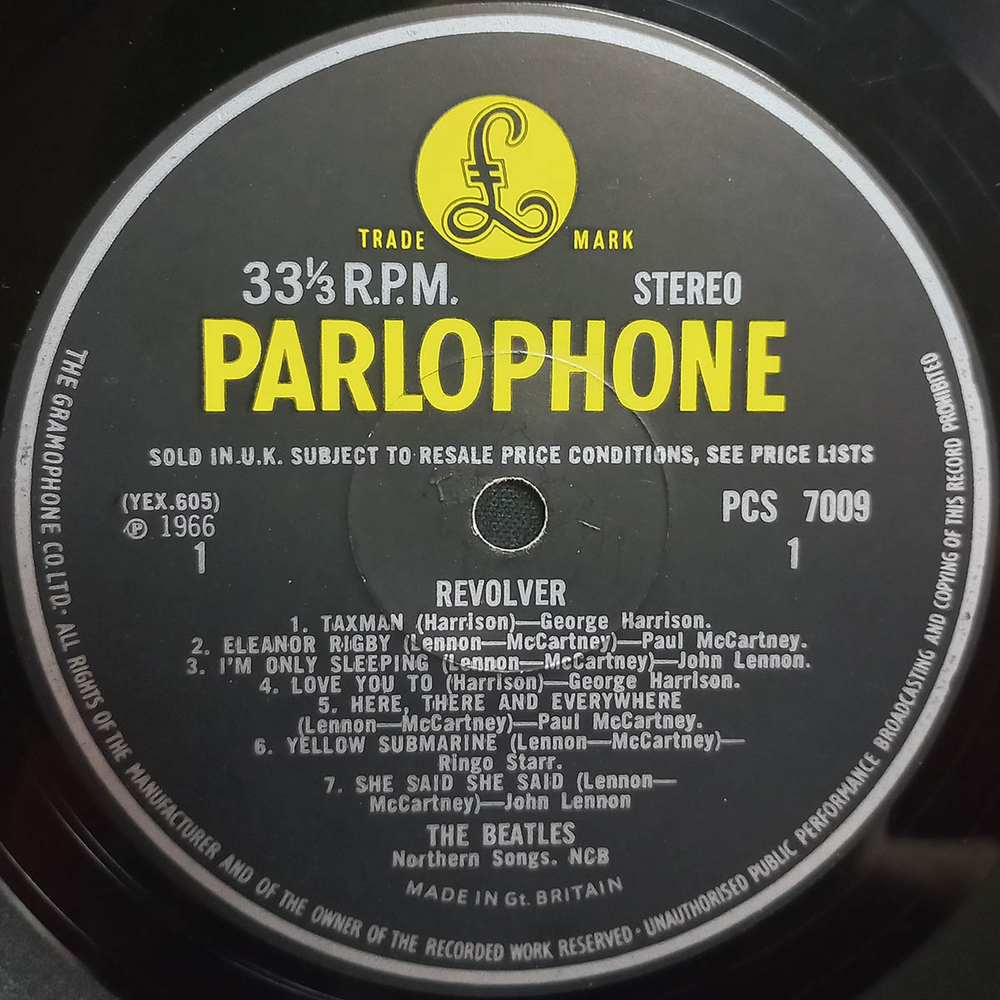 £
TRADE MARK
33⅓ R.P.M. STEREO
PARLOPHONE
SOLD IN.U.K. SUBJECT TO RESALE PRICE CONDITIONS, SEE PRICE LISTS
(YEX.605) PCS 7009
℗ 1966
1 1
REVOLVER
1. TAXMAN (Harrison)—George Harrison.
2. ELEANOR RIGBY (Lennon—McCartney)—Paul McCartney.
3. I'M ONLY SLEEPING (Lennon—McCartney)—John Lennon.
4. LOVE YOU TO (Harrison)—George Harrison.
5. HERE, THERE AND EVERYWHERE
(Lennon—McCartney)—Paul McCartney.
6. YELLOW SUBMARINE (Lennon—McCartney)—
Ringo Starr.
7. SHE SAID SHE SAID (Lennon—
McCartney)—John Lennon
THE BEATLES
Northern Songs. NCB
MADE IN Gt. BRITAIN
THE GRAMOPHONE CO. LTD. · ALL RIGHTS OF THE MANUFACTURER AND OF THE OWNER OF THE RECORDED WORK RESERVED · UNAUTHORISED PUBLIC PERFORMANCE BROADCASTING AND COPYING OF THIS RECORD PROHIBITED